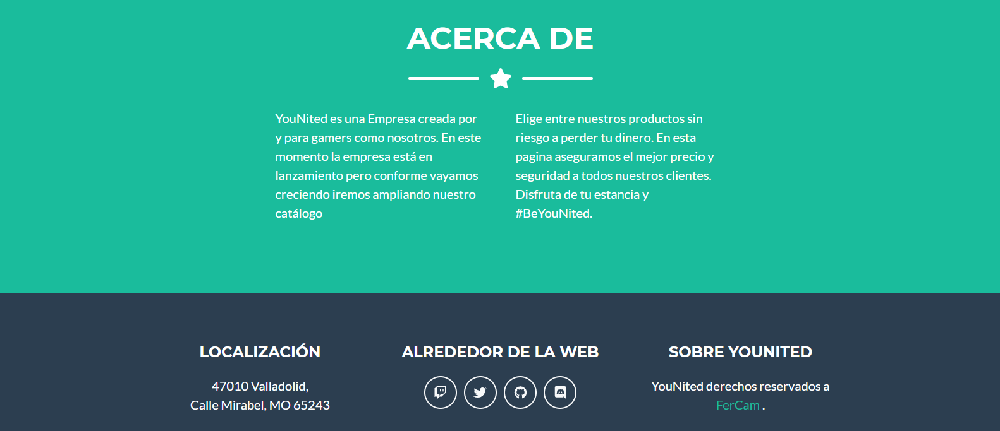 ACERCA DE
YouNited es una Empresa creada por
y para gamers como nosotros. En este
momento la empresa está en
lanzamiento pero conforme vayamos
creciendo iremos ampliando nuestro
catálogo
Elige entre nuestros productos sin
riesgo a perder tu dinero. En esta
pagina aseguramos el mejor precio y
seguridad a todos nuestros clientes.
Disfruta de tu estancia y
#BeYouNited.
LOCALIZACIÓN
47010 Valladolid,
Calle Mirabel, MO 65243
ALREDEDOR DE LA WEB
SOBRE YOUNITED
YouNited derechos reservados a
FerCam .